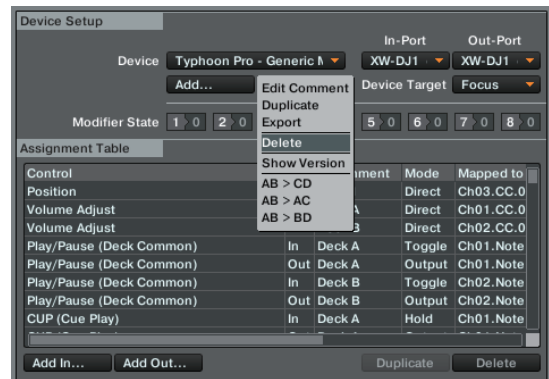 Device Setup
In-Port Out-Port
Device Typhoon Pro - Generic M XW-DJ1 XW-DJ1
Add... Device Target Focus
Edit Comment
Duplicate
Export
Delete
Show Version
AB > CD
AB > AC
AB > BD
Modifier State 1 0 2 0 5 0 6 0 7 0 8 0
Assignment Table
Control Mode Mapped to
Position Direct Ch03.CC.0
Volume Adjust Direct Ch01.CC.0
Volume Adjust Direct Ch02.CC.0
Play/Pause (Deck Common) In Deck A Toggle Ch01.Note
Play/Pause (Deck Common) Out Deck A Output Ch01.Note
Play/Pause (Deck Common) In Deck B Toggle Ch02.Note
Play/Pause (Deck Common) Out Deck B Output Ch02.Note
CUP (Cue Play) In Deck A Hold Ch01.Note
Add In... Add Out... Duplicate Delete